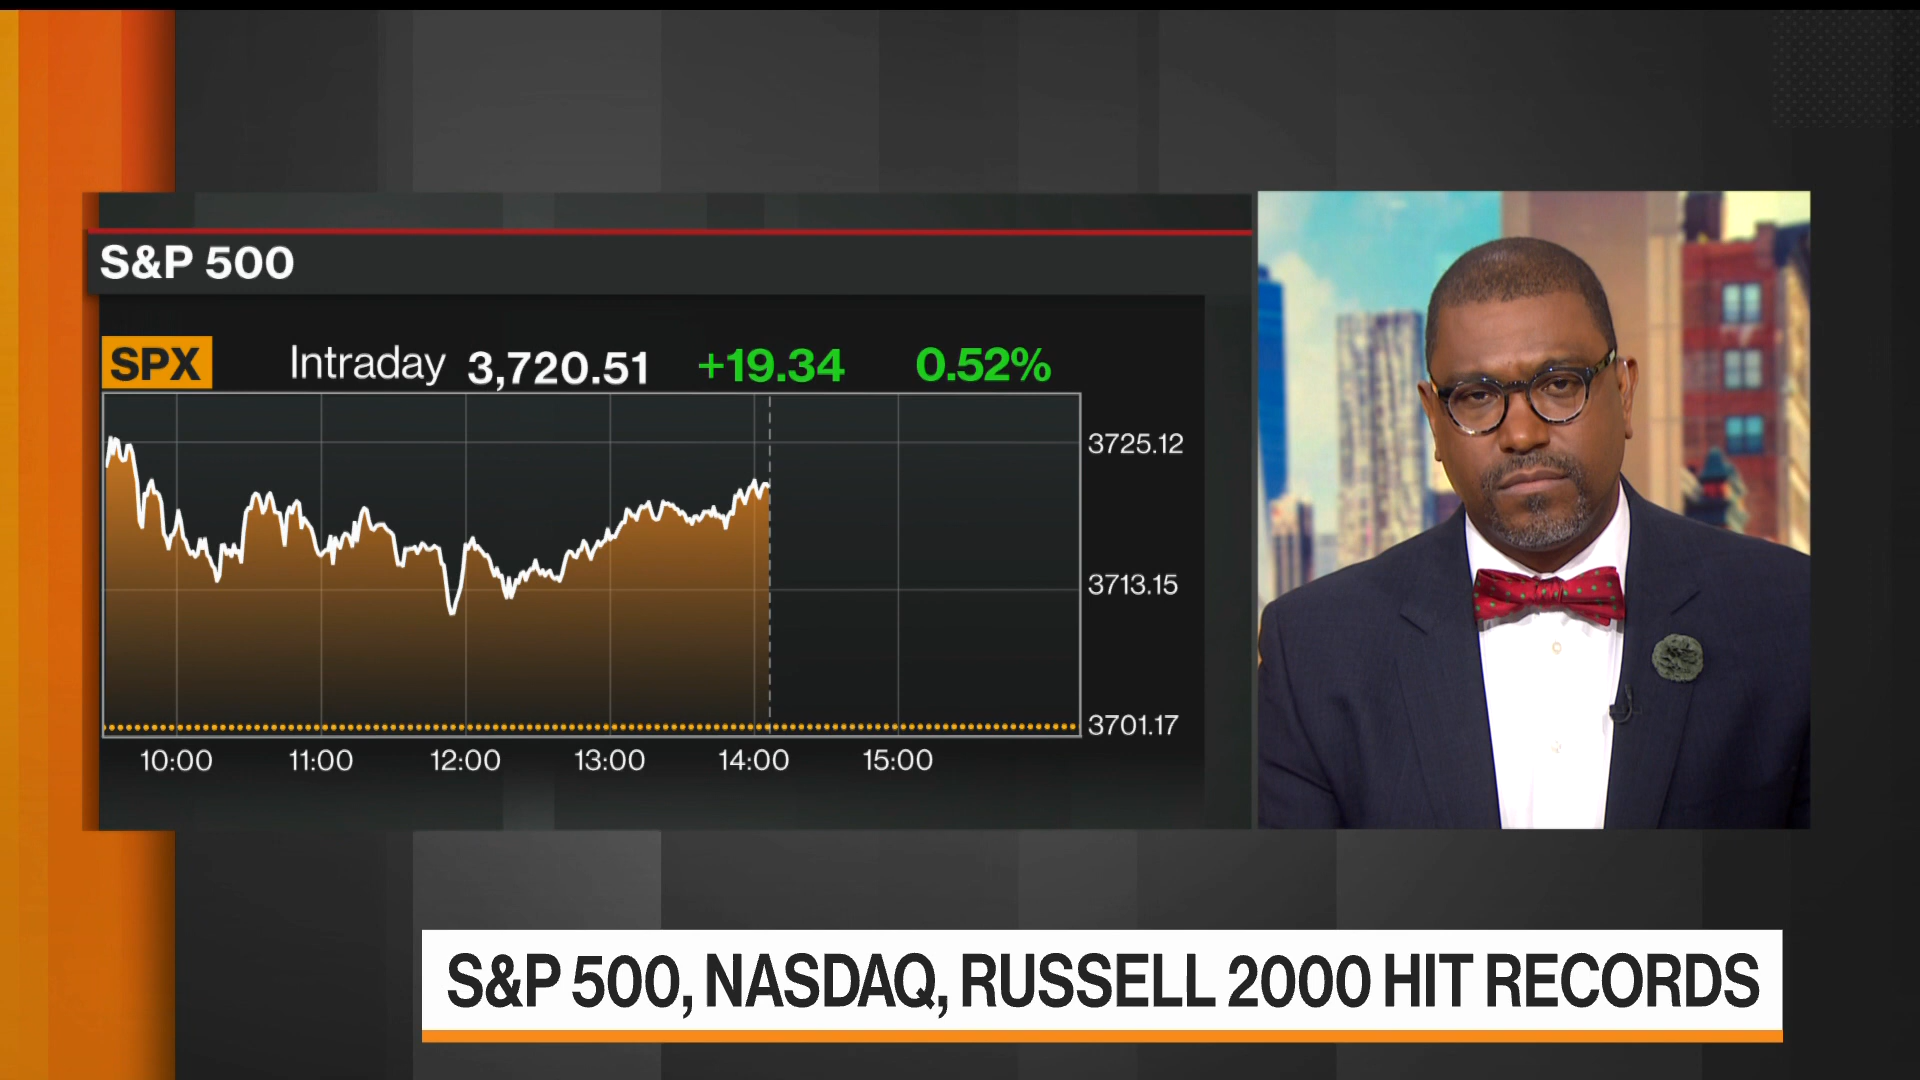 S&P 500
SPX Intraday 3,720.51 +19.34 0.52%
3725.12
3713.15
3701.17
10:00 11:00 12:00 13:00 14:00 15:00
S&P 500, NASDAQ, RUSSELL 2000 HIT RECORDS